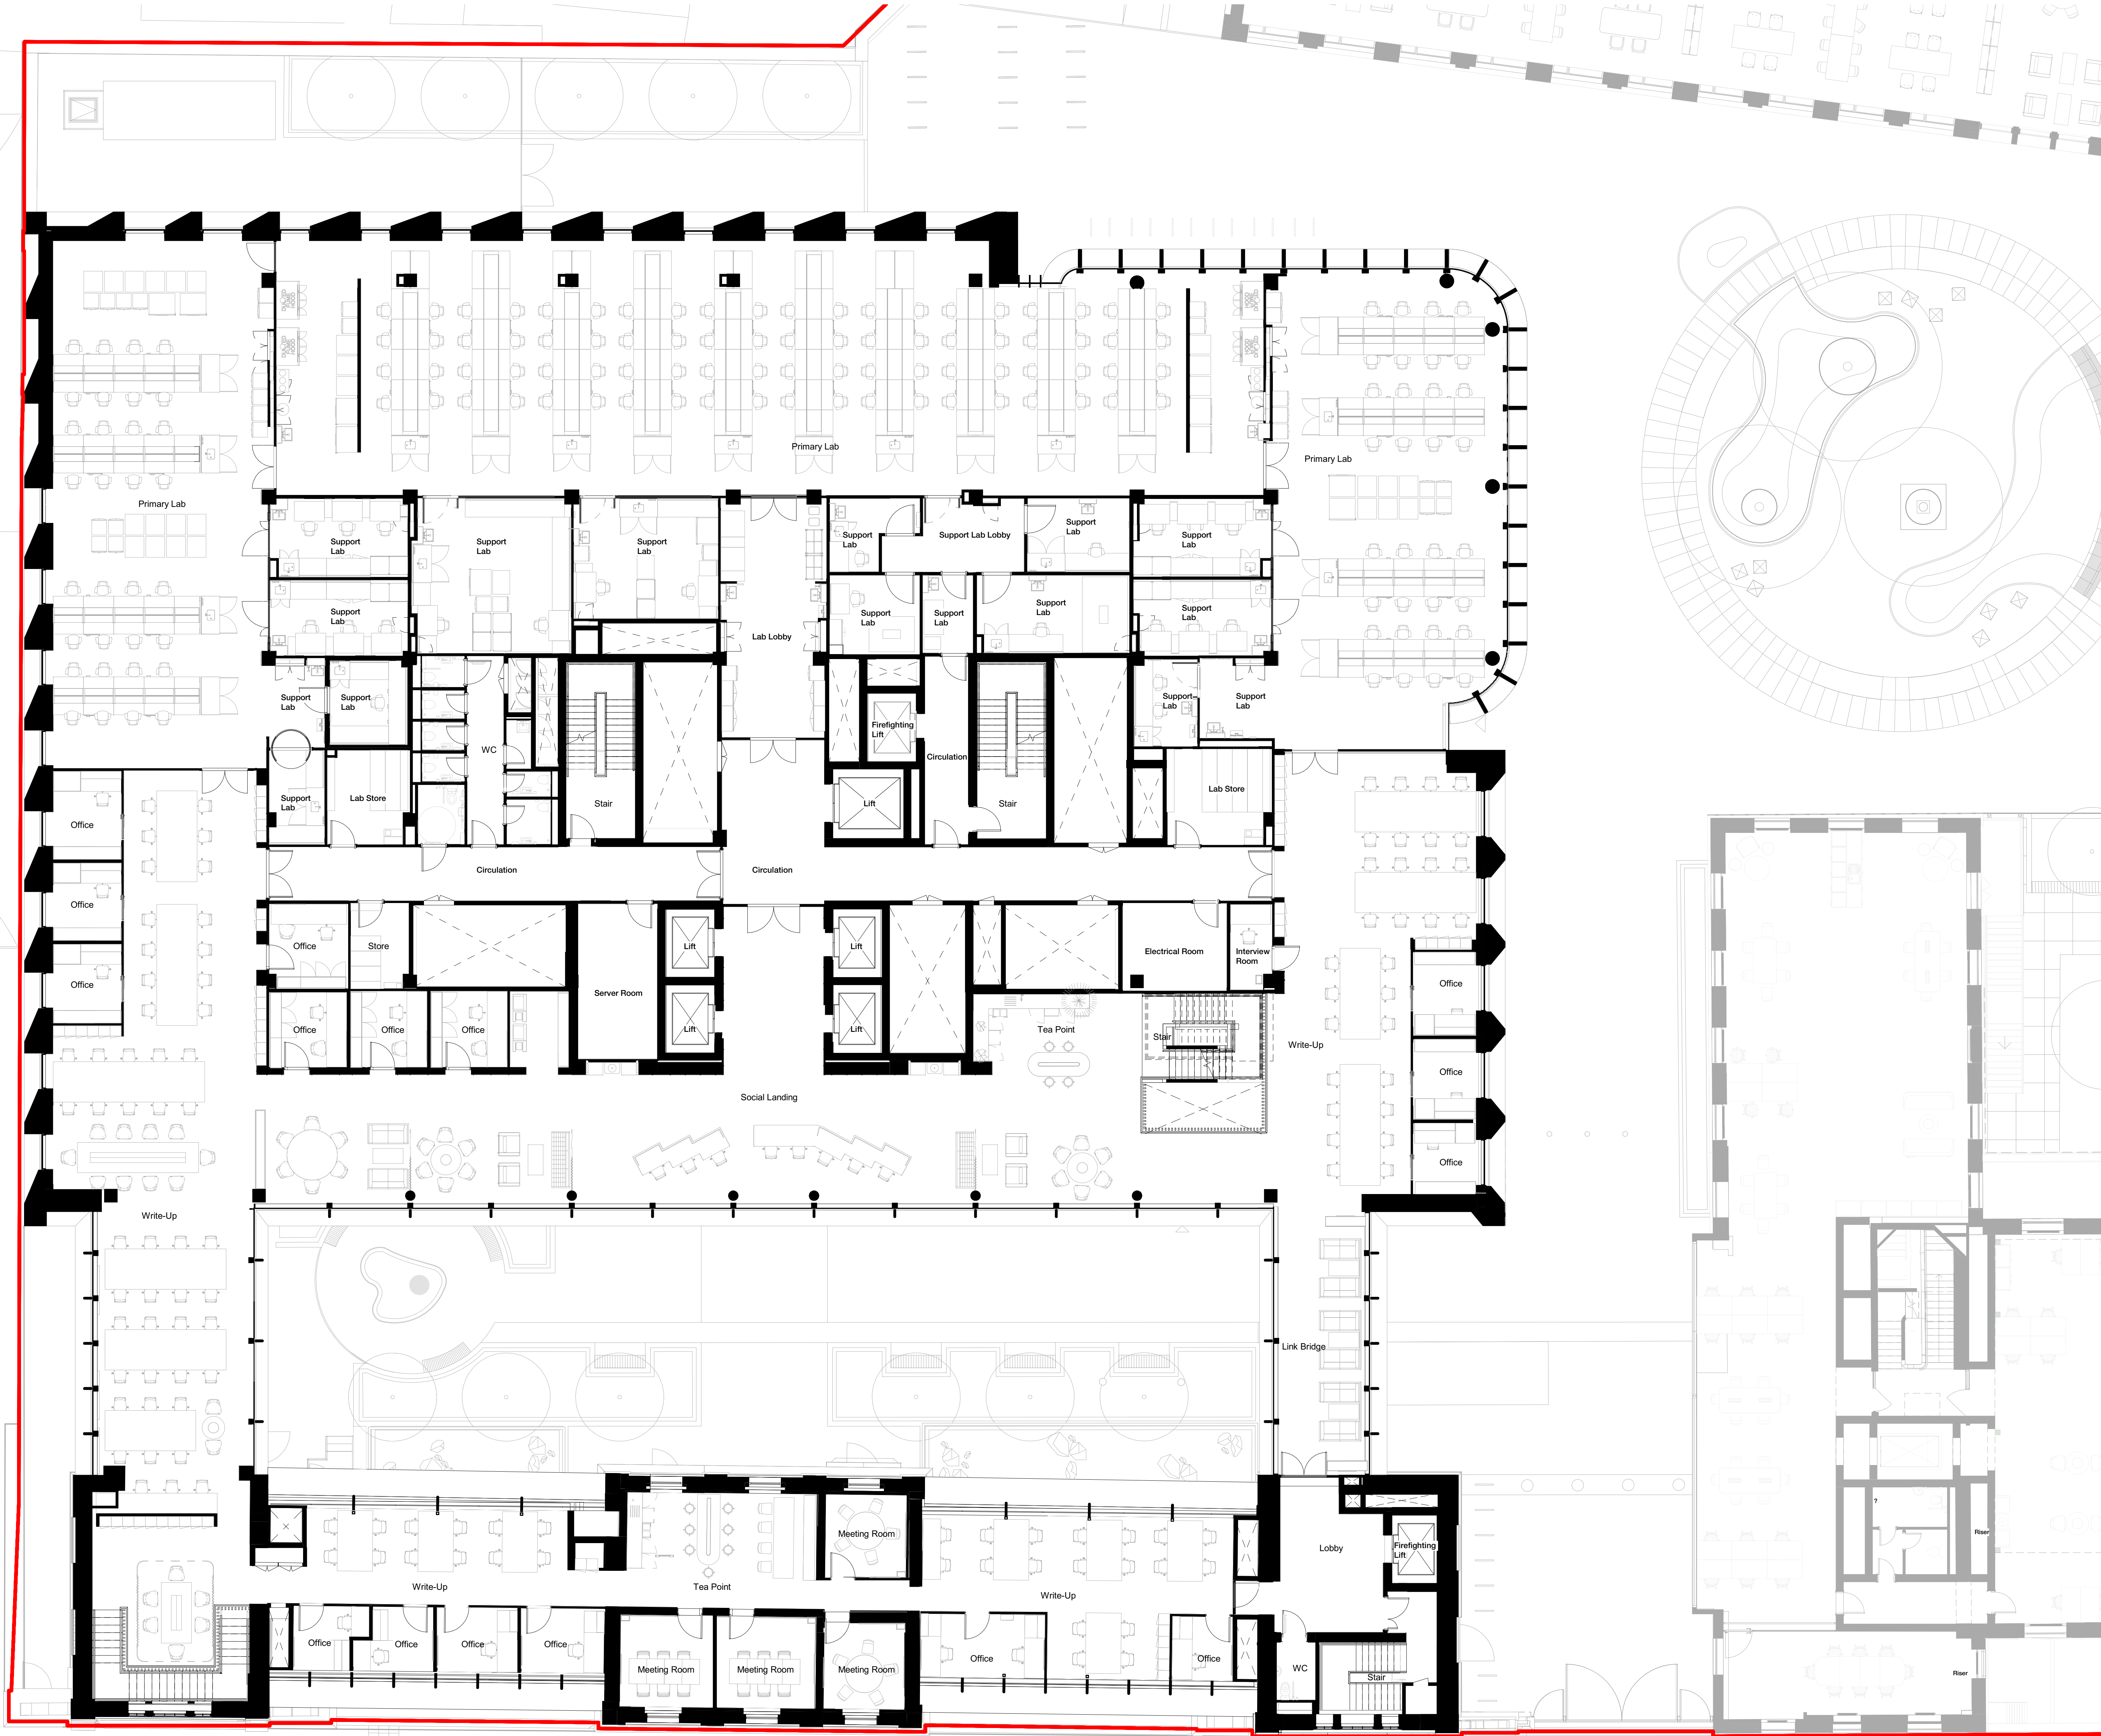 Primary Lab
Primary Lab
Primary Lab
Support
Lab
Support
Lab
Support
Lab
Support
Lab
Support Lab Lobby
Support
Lab
Support
Lab
Support
Lab
Lab Lobby
Support
Lab
Support
Lab
Support
Lab
Support
Lab
Support
Lab
Support
Lab
Support
Lab
Support
Lab
WC
Firefighting
Lift
Circulation
Support
Lab
Lab Store
Stair
Lift
Stair
Lab Store
Office
Office
Office
Circulation
Circulation
Office
Store
Lift
Lift
Electrical Room
Interview
Room
Server Room
Office
Office
Office
Office
Lift
Lift
Tea Point
Stair
Write-Up
Office
Social Landing
Office
Write-Up
Link Bridge
Meeting Room
Lobby
Firefighting
Lift
Write-Up
Tea Point
Write-Up
Office
Office
Office
Office
Meeting Room
Meeting Room
Meeting Room
Office
Office
WC
Stair
?
Riser
Riser